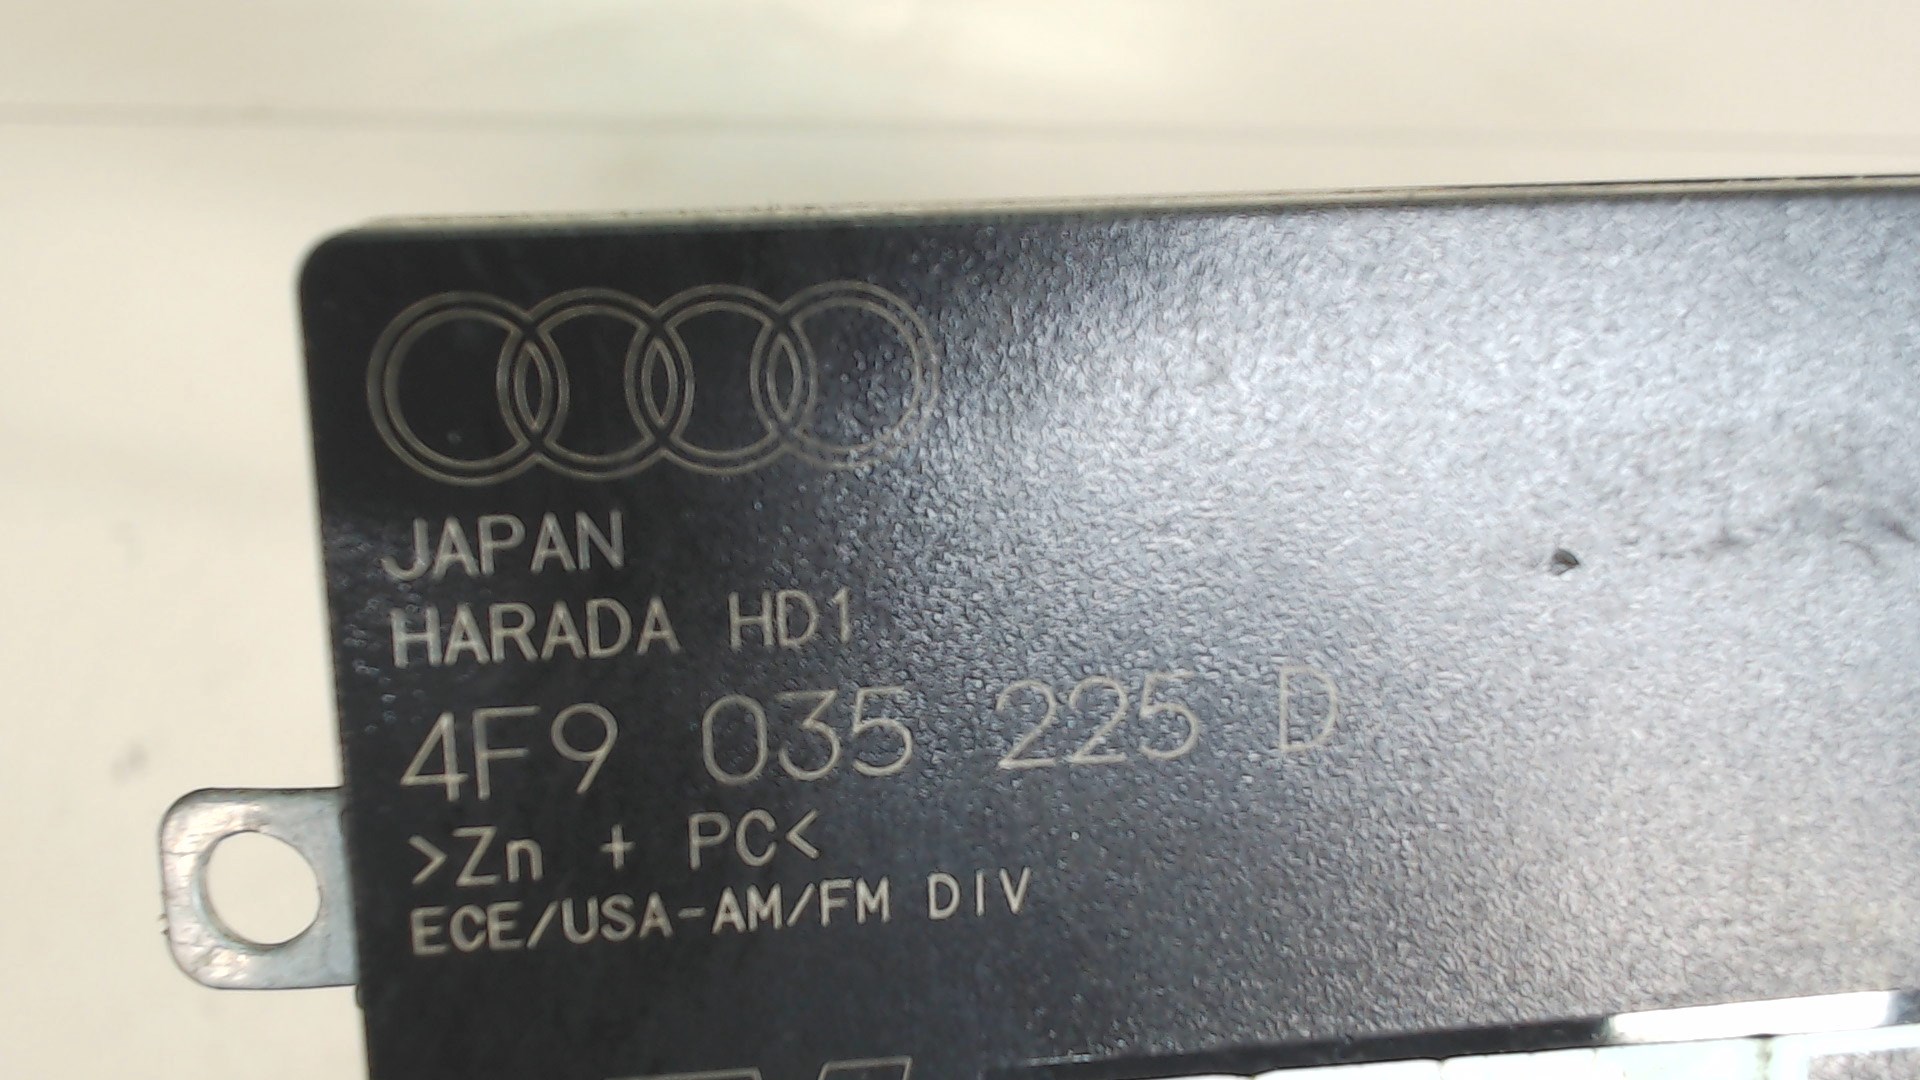 JAPAN
HARADA HD1
4F9 035 225 D
>Zn + PC<
ECE/USA-AM/FM DIV